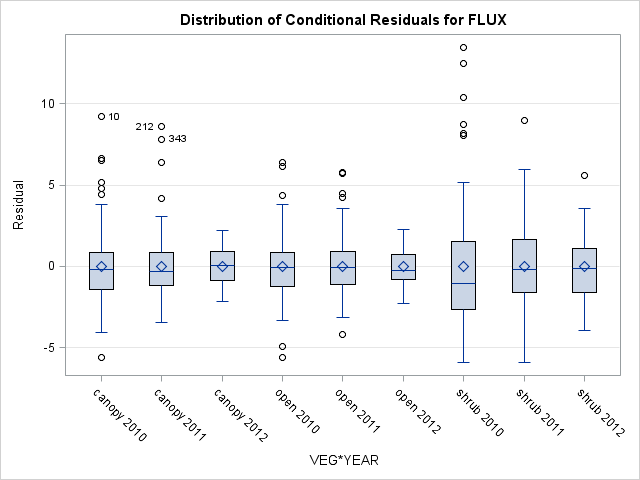 Distribution of Conditional Residuals for FLUX
Residual
10
5
0
-5
10
212
343
canopy 2010
canopy 2011
canopy 2012
open 2010
open 2011
open 2012
shrub 2010
shrub 2011
shrub 2012
VEG*YEAR